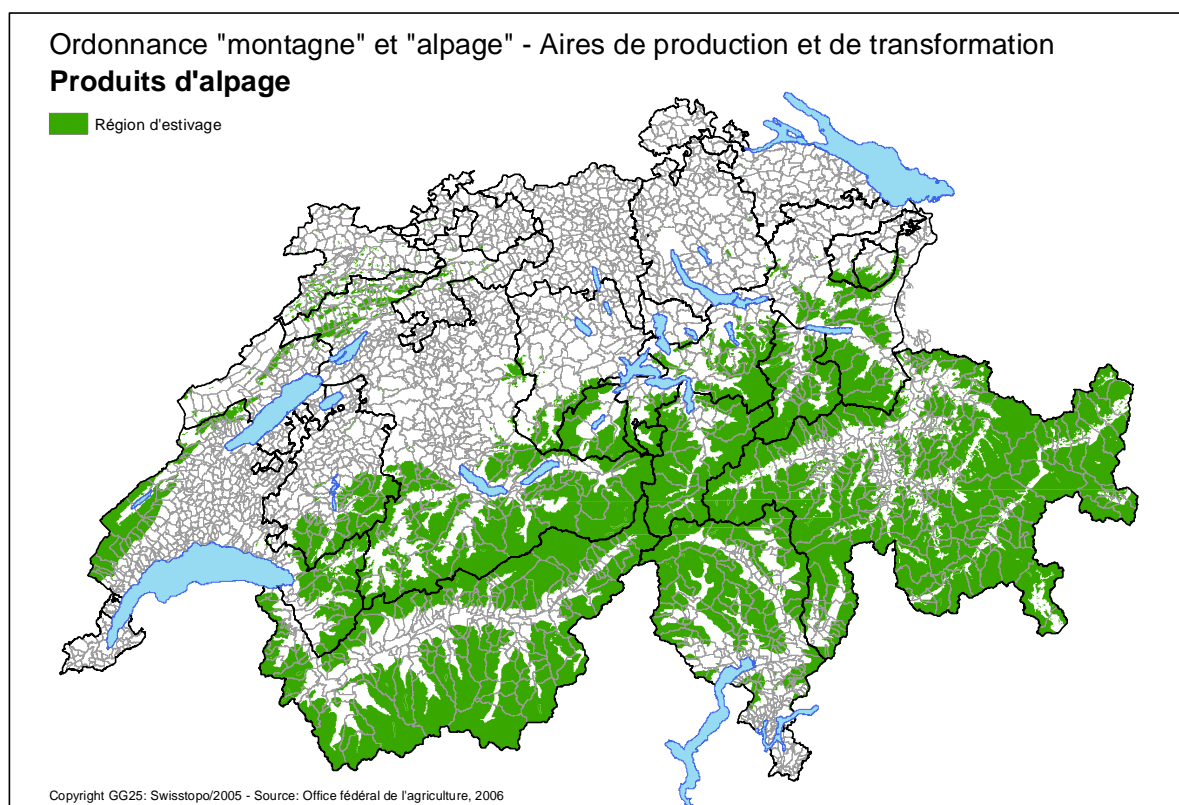 Ordonnance "montagne" et "alpage" - Aires de production et de transformation
Produits d'alpage
Région d'estivage
Copyright GG25: Swisstopo/2005 - Source: Office fédéral de l'agriculture, 2006